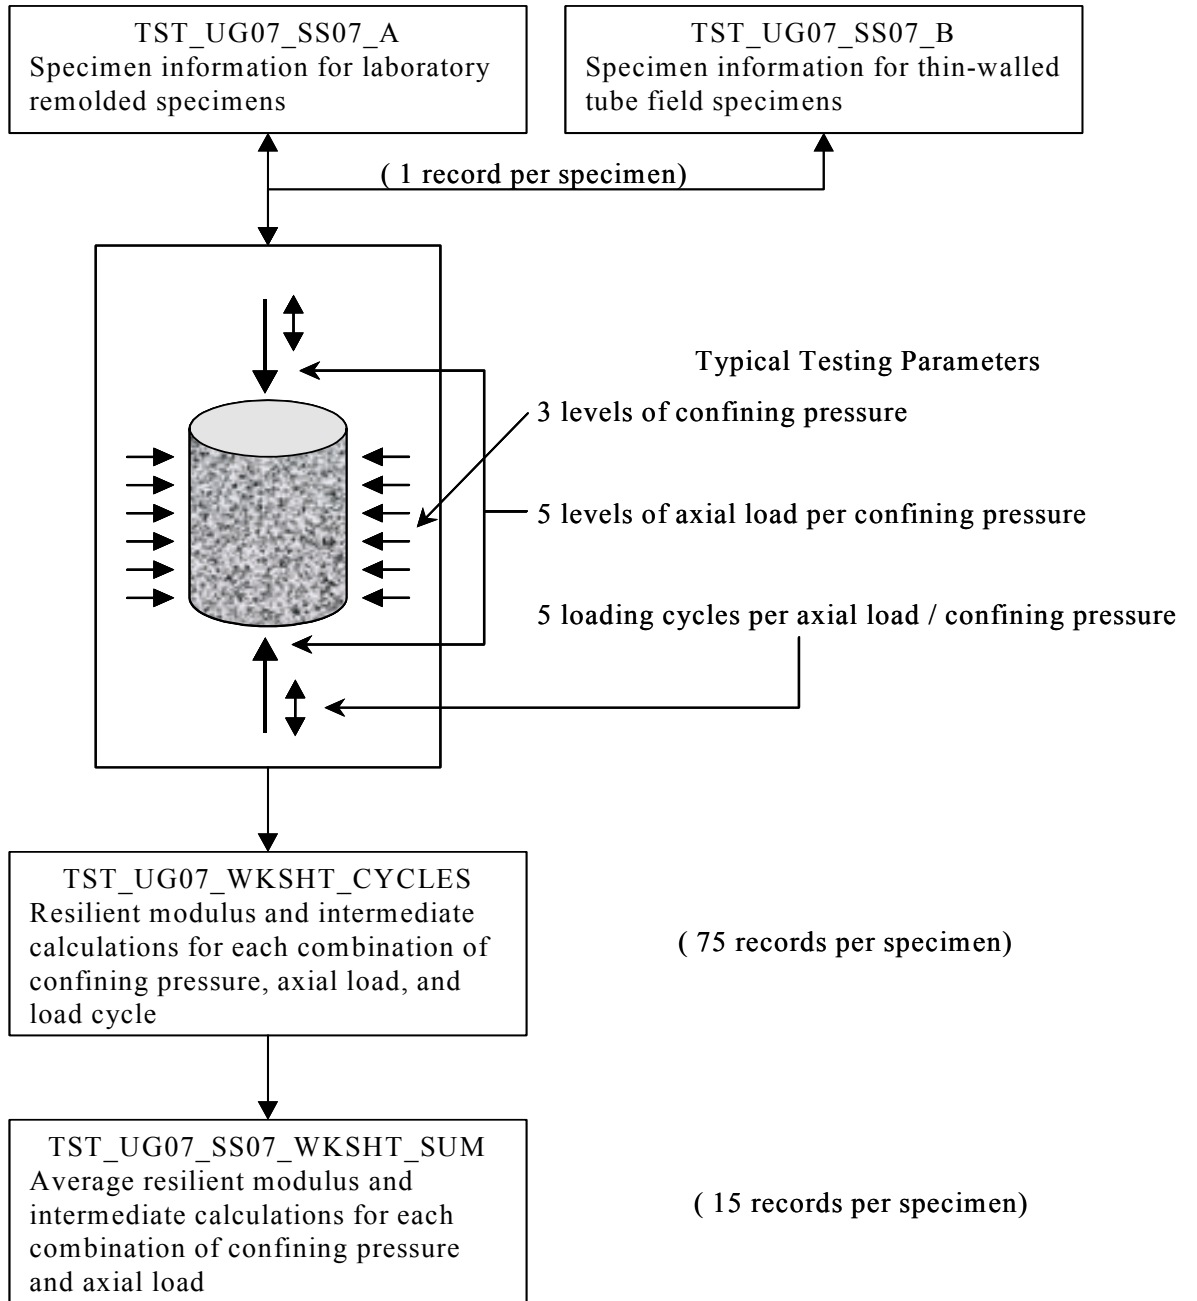 TST_UG07_SS07_A
Specimen information for laboratory
remolded specimens
TST_UG07_SS07_B
Specimen information for thin-walled
tube field specimens
( 1 record per specimen)
Typical Testing Parameters
3 levels of confining pressure
5 levels of axial load per confining pressure
5 loading cycles per axial load / confining pressure
TST_UG07_WKSHT_CYCLES
Resilient modulus and intermediate
calculations for each combination of
confining pressure, axial load, and
load cycle
( 75 records per specimen)
TST_UG07_SS07_WKSHT_SUM
Average resilient modulus and
intermediate calculations for each
combination of confining pressure
and axial load
( 15 records per specimen)